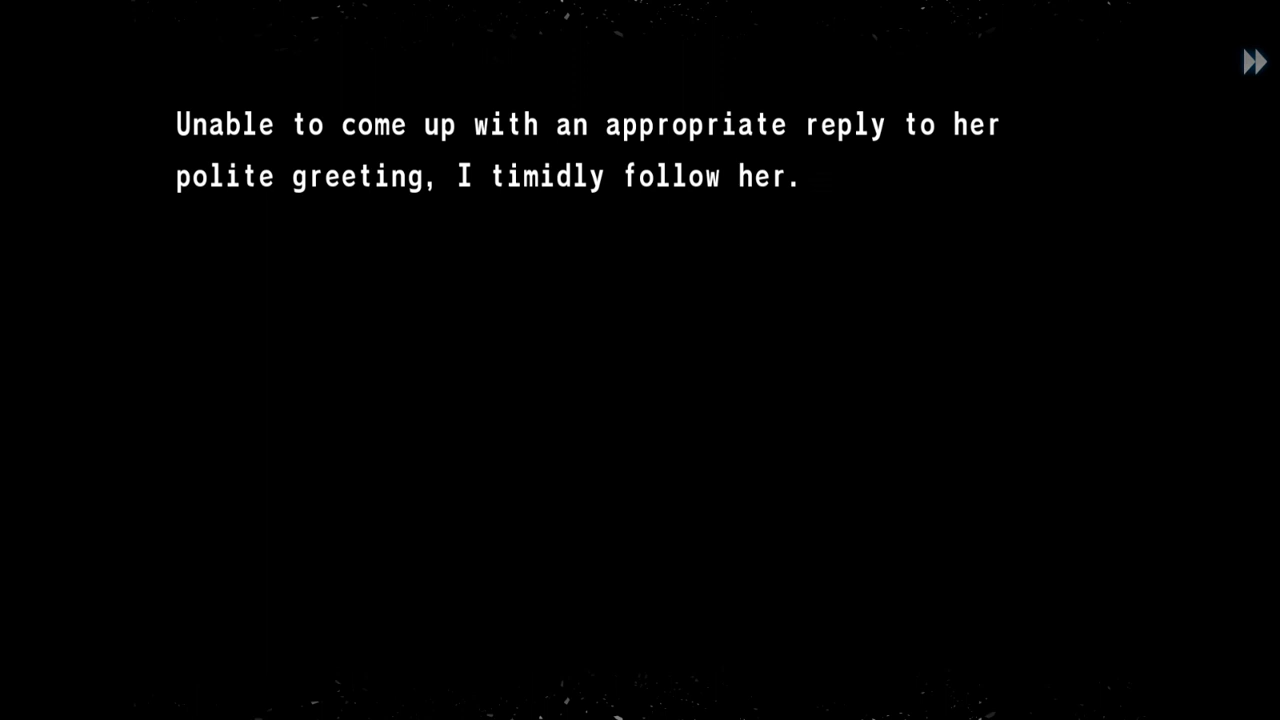 Unable to come up with an appropriate reply to her
polite greeting, I timidly follow her.